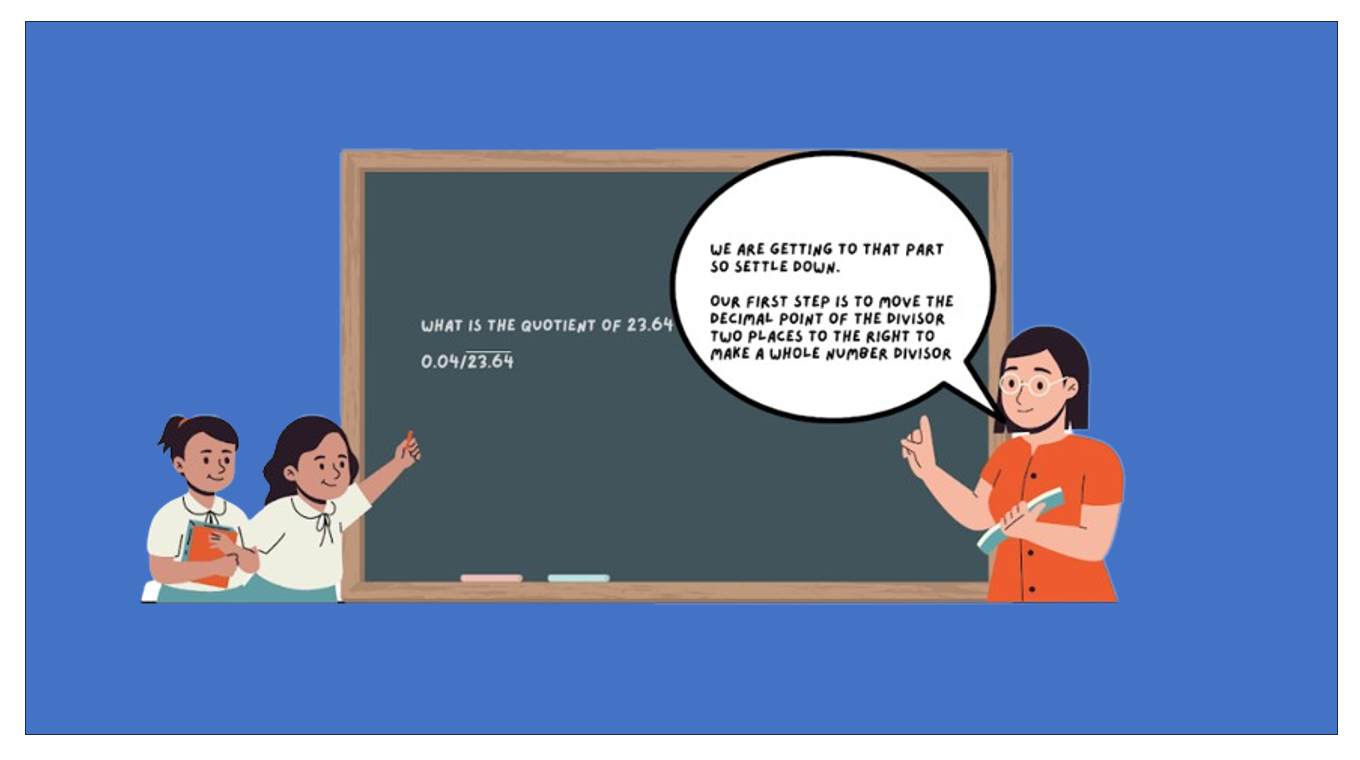 WHAT IS THE QUOTIENT OF 23.64
0.04/23.64
WE ARE GETTING TO THAT PART
SO SETTLE DOWN.
OUR FIRST STEP IS TO MOVE THE
DECIMAL POINT OF THE DIVISOR
TWO PLACES TO THE RIGHT TO
MAKE A WHOLE NUMBER DIVISOR